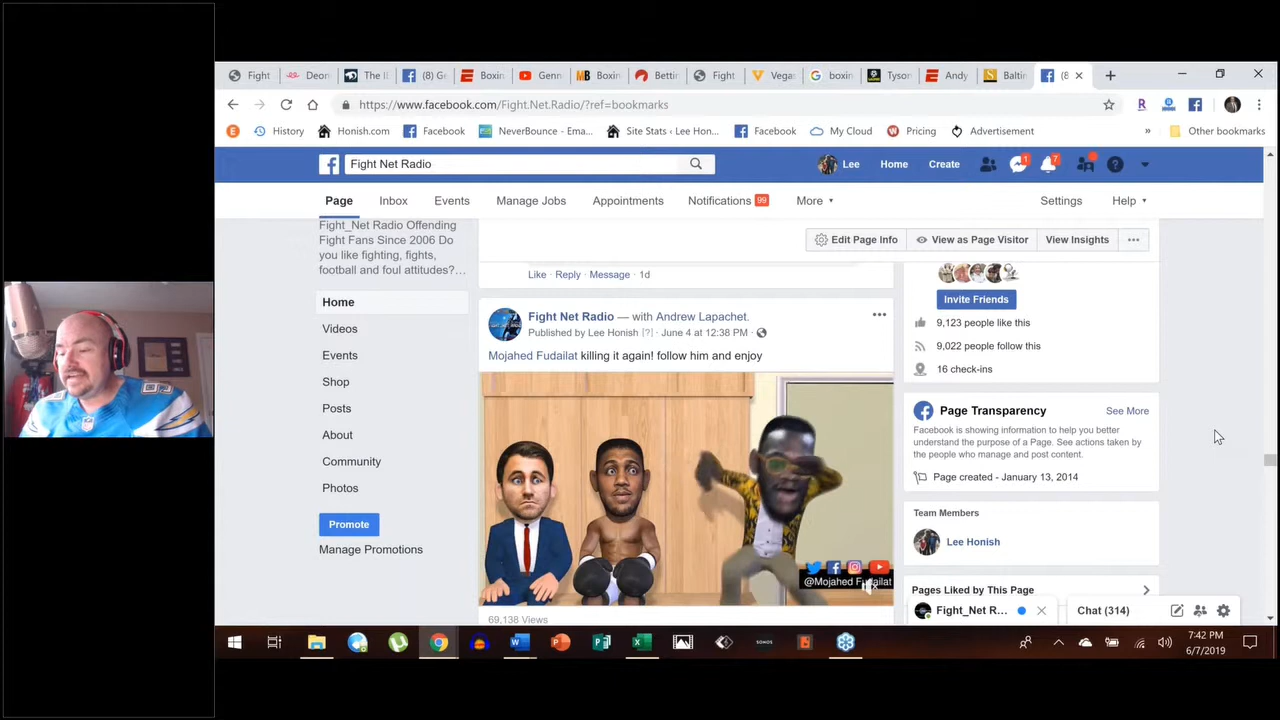 Fight
Deon
The I
(8) Ge
Boxin
Genn
Boxin
Bettin
Fight
Vegas
boxin
Tyson
Andy
Baltin
(8
https://www.facebook.com/Fight.Net.Radio/?ref=bookmarks
History
Honish.com
Facebook
NeverBounce - Ema...
Site Stats ‹ Lee Hon...
Facebook
My Cloud
Pricing
Advertisement
»
Other bookmarks
Fight Net Radio
Lee
Home
Create
1
7
Page
Inbox
Events
Manage Jobs
Appointments
Notifications 99
More
Settings
Help
Fight_Net Radio Offending
Fight Fans Since 2006 Do
you like fighting, fights,
football and foul attitudes?...
Home
Videos
Events
Shop
Posts
About
Community
Photos
Promote
Manage Promotions
Edit Page Info
View as Page Visitor
View Insights
Like · Reply · Message · 1d
Fight Net Radio — with Andrew Lapachet.
Published by Lee Honish [?] · June 4 at 12:38 PM ·
Mojahed Fudailat killing it again! follow him and enjoy
@Mojahed Fudailat
69,138 Views
Invite Friends
9,123 people like this
9,022 people follow this
16 check-ins
Page Transparency
See More
Facebook is showing information to help you better
understand the purpose of a Page. See actions taken by
the people who manage and post content.
Page created - January 13, 2014
Team Members
Lee Honish
Pages Liked by This Page
Fight_Net R...
Chat (314)
SONOS
7:42 PM
6/7/2019